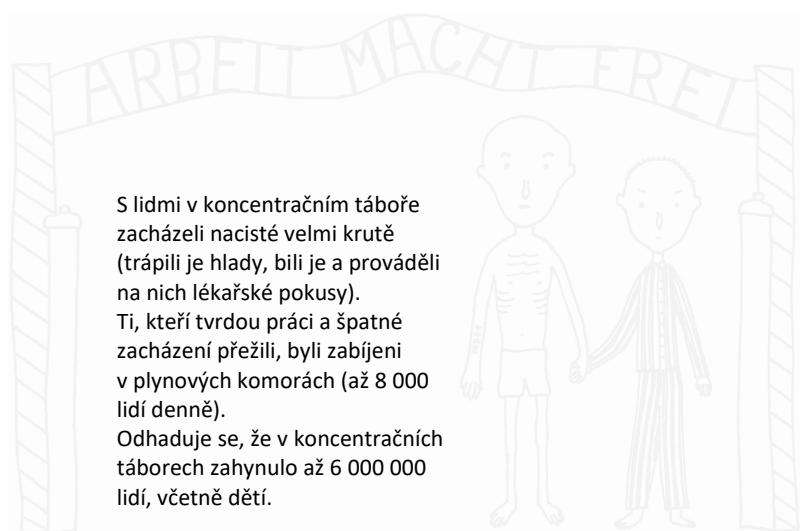 ARBEIT MACHT FREI
S lidmi v koncentračním táboře
zacházeli nacisté velmi krutě
(trápili je hlady, bili je a prováděli
na nich lékařské pokusy).
Ti, kteří tvrdou práci a špatné
zacházení přežili, byli zabíjeni
v plynových komorách (až 8 000
lidí denně).
Odhaduje se, že v koncentračních
táborech zahynulo až 6 000 000
lidí, včetně dětí.